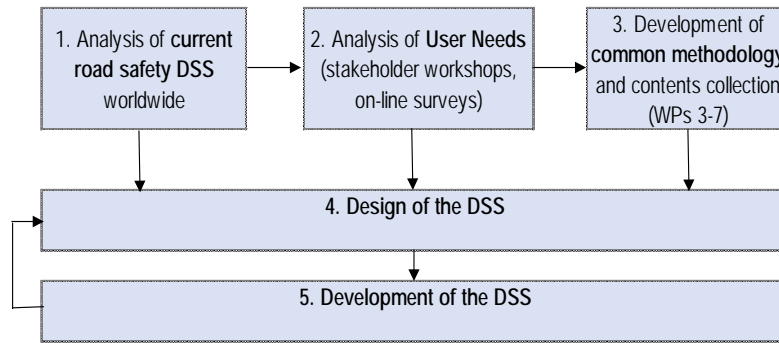 1. Analysis of current
road safety DSS
worldwide
2. Analysis of User Needs
(stakeholder workshops,
on-line surveys)
3. Development of
common methodology
and contents collection
(WPs 3-7)
4. Design of the DSS
5. Development of the DSS